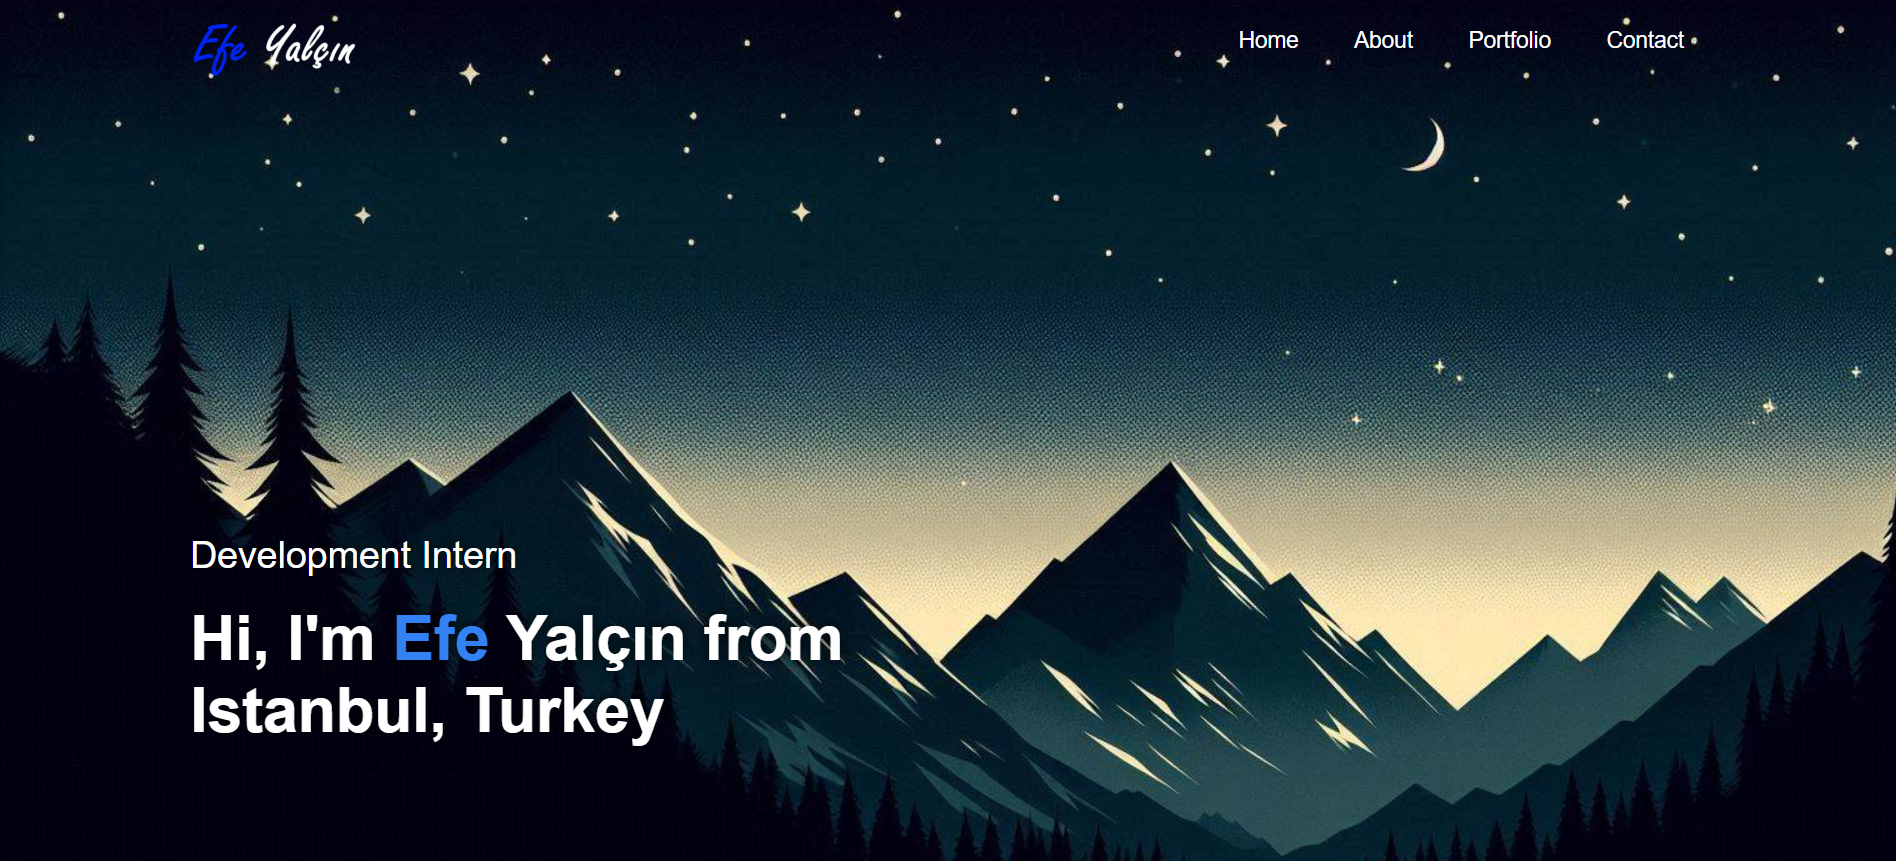 Efe Yalçın
Home
About
Portfolio
Contact
Development Intern
Hi, I'm Efe Yalçın from
Istanbul, Turkey